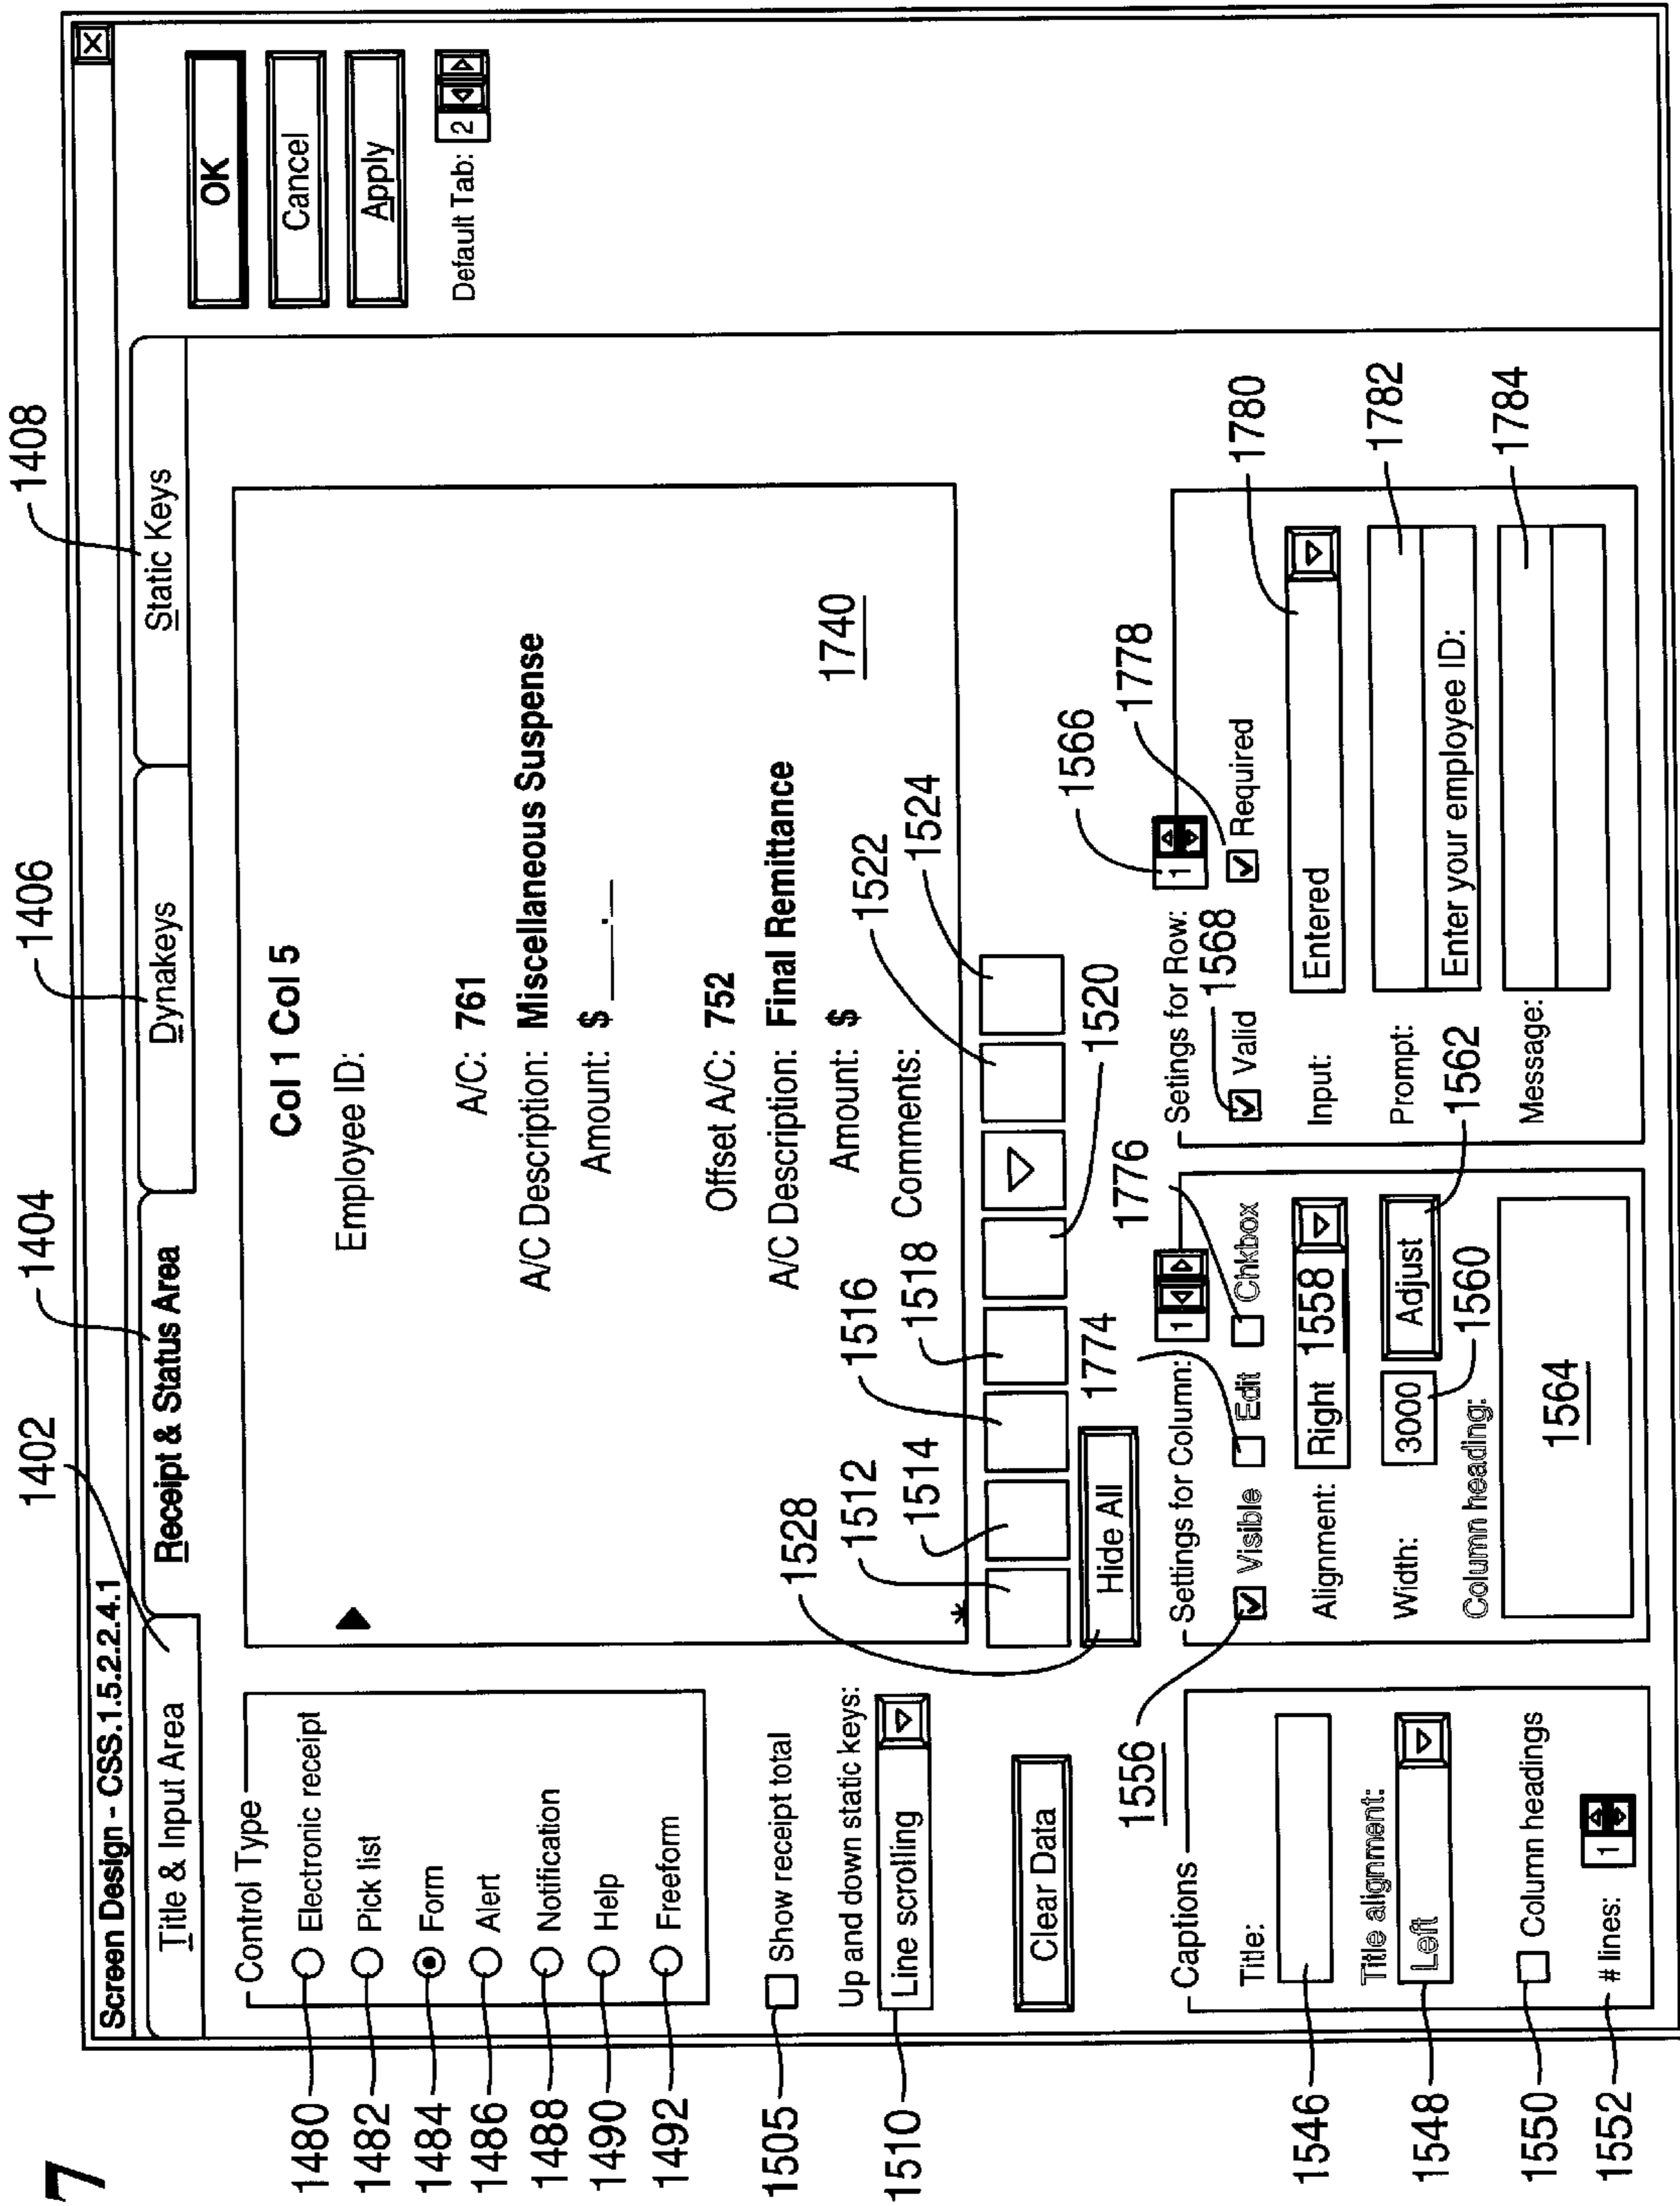 7
1402
1404
1406
1408
Screen Design - CSS.1.5.2.2.4.1
Title & Input Area
Receipt & Status Area
Dynakeys
Static Keys
OK
Cancel
Apply
Default Tab: 2
Control Type
1480 Electronic receipt
1482 Pick list
1484 Form
1486 Alert
1488 Notification
1490 Help
1492 Freeform
1505 Show receipt total
Up and down static keys:
1510 Line scrolling
Clear Data
Col 1 Col 5
Employee ID:
A/C: 761
A/C Description: Miscellaneous Suspense
Amount: $ ____._
Offset A/C: 752
A/C Description: Final Remittance
Amount: $
Comments:
1740
*
1528
1512
1514
1516
1518
1520
1522
1524
Hide All
1774
1776
1556
Captions
Title:
1546
Title alignment:
1548 Left
1550 Column headings
1552 # lines: 1
Settings for Column: 1
Visible Edit Chkbox
Alignment: Right 1558
Width: 3000 Adjust
1562
1560
Column heading:
1564
Setings for Row: 1
1566
1568
1778
Valid Required
Input: Entered
1780
Prompt:
1782
Enter your employee ID:
Message:
1784